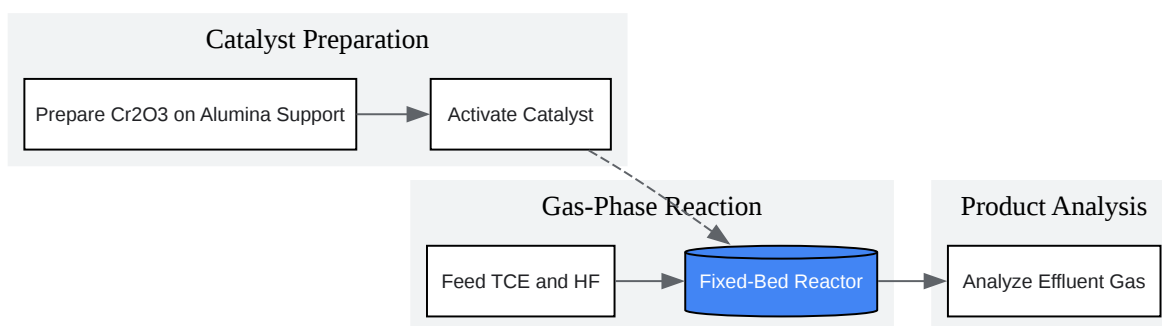 Catalyst Preparation
Prepare Cr2O3 on Alumina Support
Activate Catalyst
Gas-Phase Reaction
Feed TCE and HF
Fixed-Bed Reactor
Product Analysis
Analyze Effluent Gas